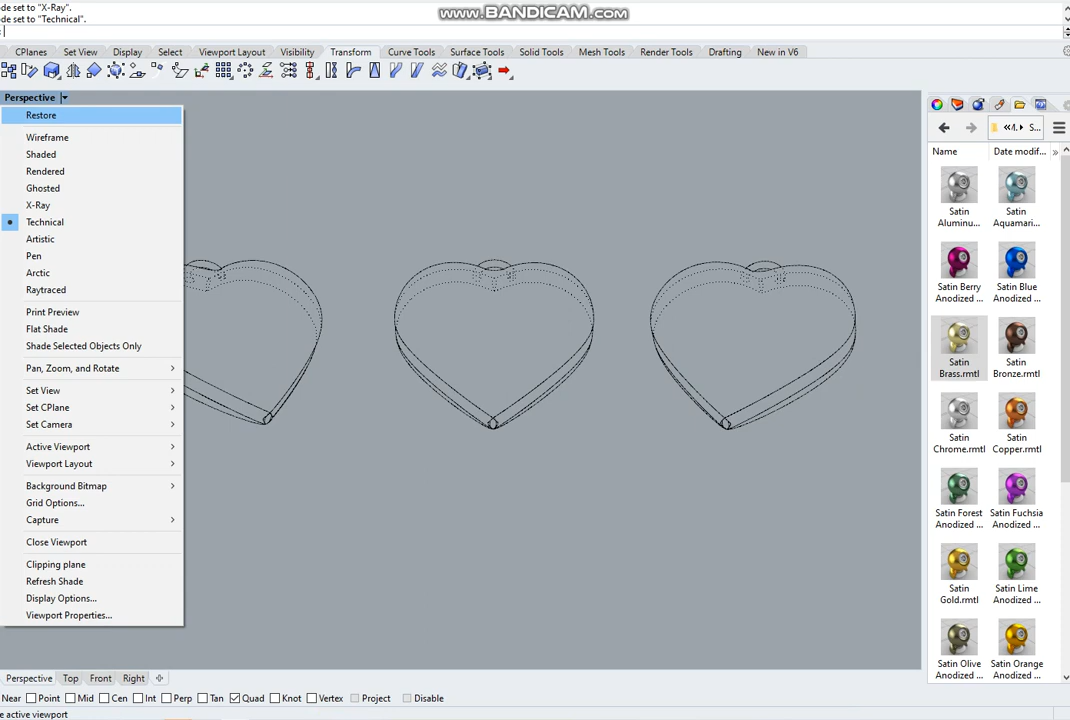 de set to "X-Ray".
www.BANDICAM.com
de set to "Technical".
CPlanes Set View Display Select Viewport Layout Visibility Transform Curve Tools Surface Tools Solid Tools Mesh Tools Render Tools Drafting New in V6
Perspective
Restore
Wireframe
Shaded
Rendered
Ghosted
X-Ray
Technical
Artistic
Pen
Arctic
Raytraced
Print Preview
Flat Shade
Shade Selected Objects Only
Pan, Zoom, and Rotate
Set View
Set CPlane
Set Camera
Active Viewport
Viewport Layout
Background Bitmap
Grid Options...
Capture
Close Viewport
Clipping plane
Refresh Shade
Display Options...
Viewport Properties...
S...
Name Date modif...
Satin Aluminu...
Satin Aquamari...
Satin Berry Anodized ...
Satin Blue Anodized ...
Satin Brass.rmtl
Satin Bronze.rmtl
Satin Chrome.rmtl
Satin Copper.rmtl
Satin Forest Anodized ...
Satin Fuchsia Anodized ...
Satin Gold.rmtl
Satin Lime Anodized ...
Satin Olive Anodized ...
Satin Orange Anodized ...
Perspective Top Front Right
Near Point Mid Cen Int Perp Tan Quad Knot Vertex Project Disable
e active viewport